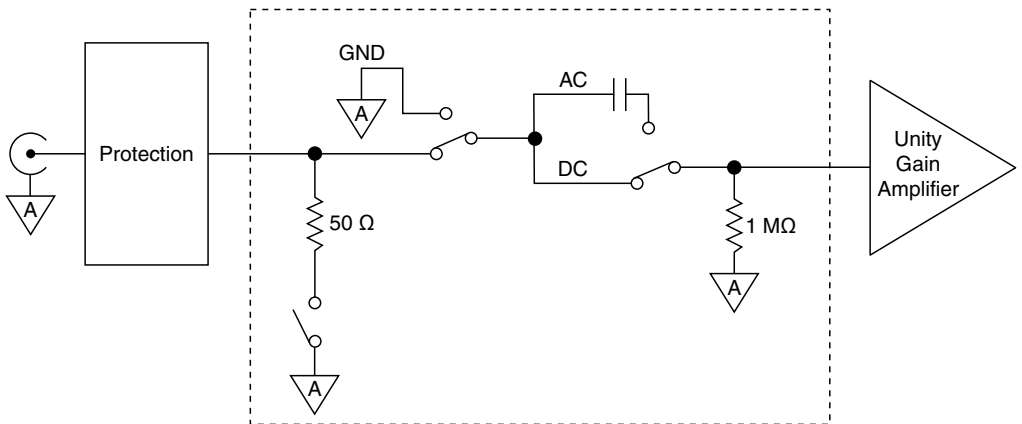 GND
A
AC
DC
Protection
A
50 Ω
A
1 MΩ
A
Unity
Gain
Amplifier